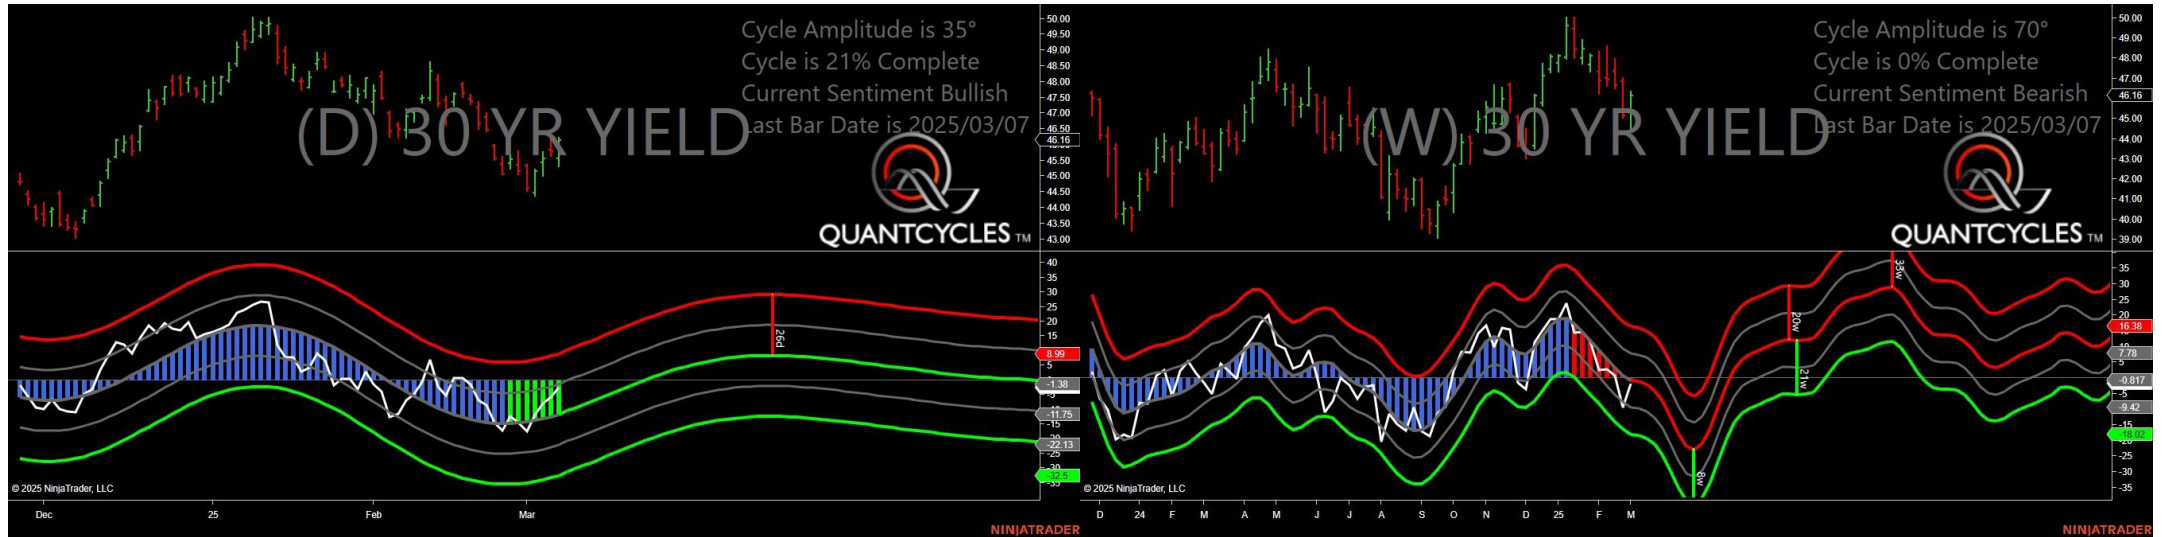 Cycle Amplitude is 35°
Cycle is 21% Complete
Current Sentiment Bullish
Last Bar Date is 2025/03/07
(D) 30 YR YIELD
QUANTCYCLES TM
50.00
49.50
49.00
48.50
48.00
47.50
47.00
46.50
46.16
45.50
45.00
44.50
44.00
43.50
43.00
40
35
30
25
20
15
8.99
5
-1.38
-5
-11.75
-15
-22.13
-25
-30
-32.5
-35
26d
© 2025 NinjaTrader, LLC
Dec
25
Feb
Mar
NINJATRADER
Cycle Amplitude is 70°
Cycle is 0% Complete
Current Sentiment Bearish
Last Bar Date is 2025/03/07
(W) 30 YR YIELD
QUANTCYCLES TM
50.00
49.00
48.00
47.00
46.16
45.00
44.00
43.00
42.00
41.00
40.00
39.00
35
30
25
20
16.38
7.78
5
-0.817
-5
-9.42
-15
-18.02
-25
-30
-35
20w
21w
33w
8w
© 2025 NinjaTrader, LLC
D
24
F
M
A
M
J
J
A
S
O
N
D
25
F
M
NINJATRADER